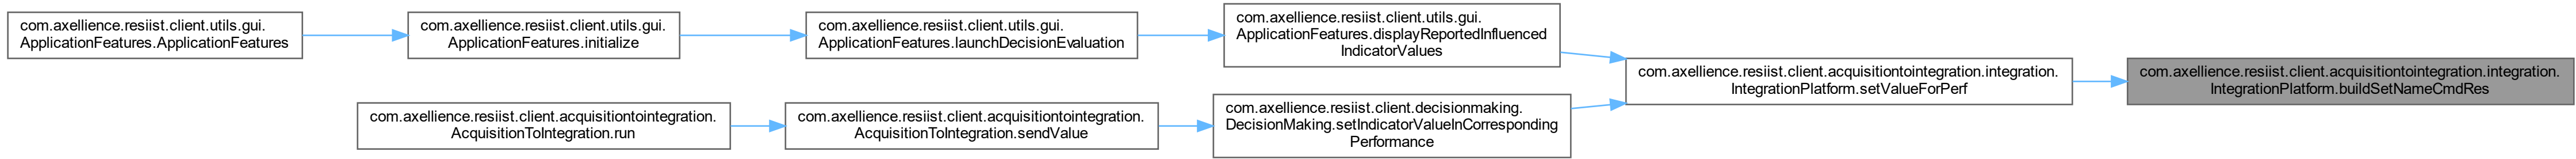 com.axellience.resiist.client.utils.gui.
ApplicationFeatures.ApplicationFeatures
com.axellience.resiist.client.utils.gui.
ApplicationFeatures.initialize
com.axellience.resiist.client.utils.gui.
ApplicationFeatures.launchDecisionEvaluation
com.axellience.resiist.client.utils.gui.
ApplicationFeatures.displayReportedInfluenced
IndicatorValues
com.axellience.resiist.client.acquisitiontointegration.integration.
IntegrationPlatform.setValueForPerf
com.axellience.resiist.client.acquisitiontointegration.integration.
IntegrationPlatform.buildSetNameCmdRes
com.axellience.resiist.client.acquisitiontointegration.
AcquisitionToIntegration.run
com.axellience.resiist.client.acquisitiontointegration.
AcquisitionToIntegration.sendValue
com.axellience.resiist.client.decisionmaking.
DecisionMaking.setIndicatorValueInCorresponding
Performance